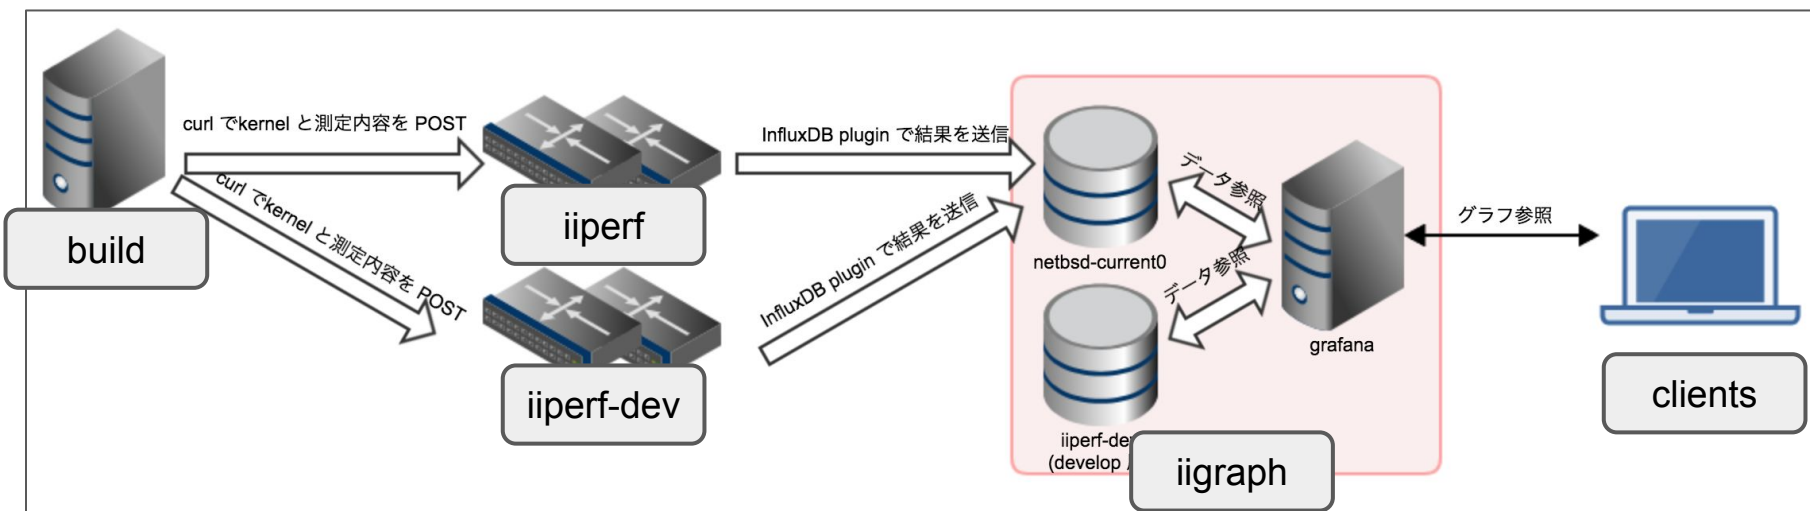 curl でkernel と測定内容を POST
InfluxDB plugin で結果を送信
データ参照
グラフ参照
build
curl でkernel と測定内容を POST
iiperf
InfluxDB plugin で結果を送信
netbsd-current0
データ参照
grafana
iiperf-dev
clients
iiperf-de
(develop
iigraph